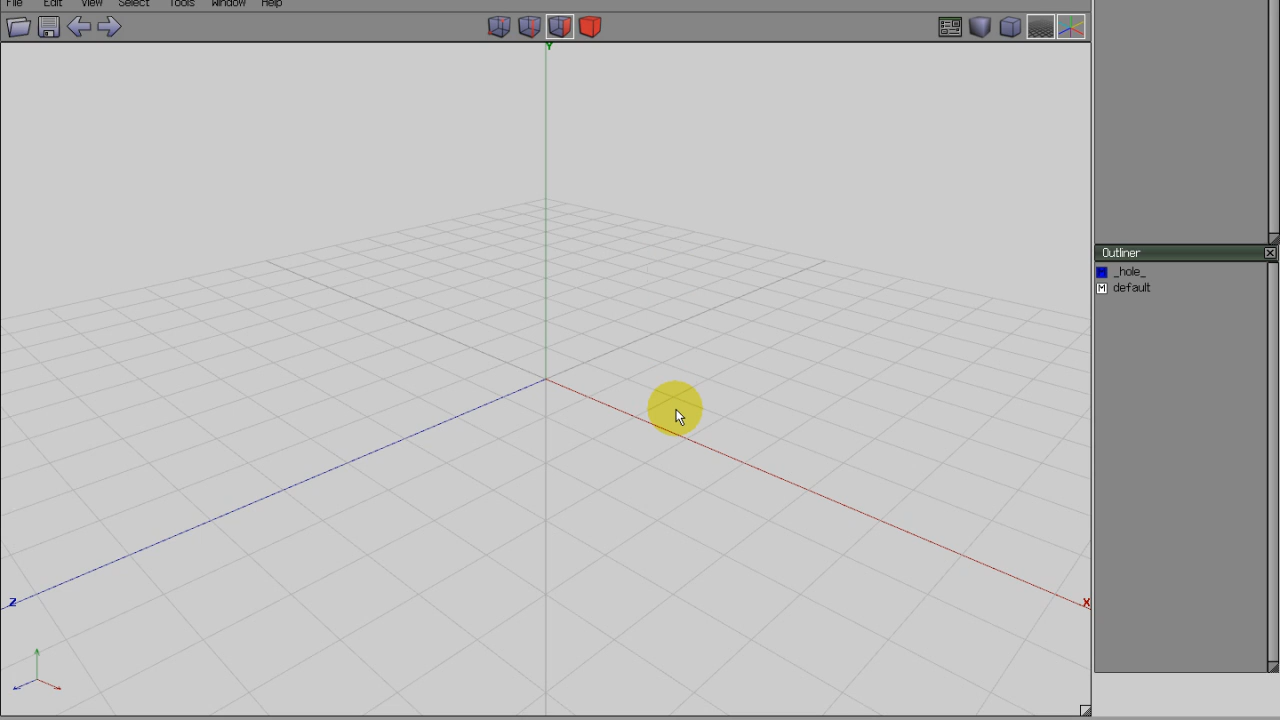 File Edit View Select Tools Window Help
Y
Outliner
_hole_
M default
Z
X